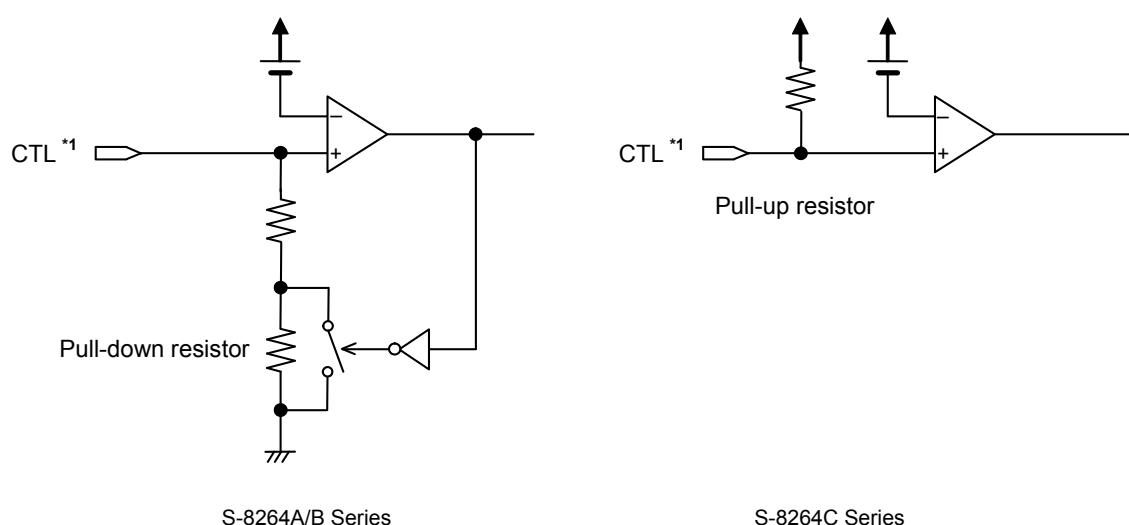 CTL *1
−
+
Pull-down resistor
S-8264A/B Series
CTL *1
−
+
Pull-up resistor
S-8264C Series